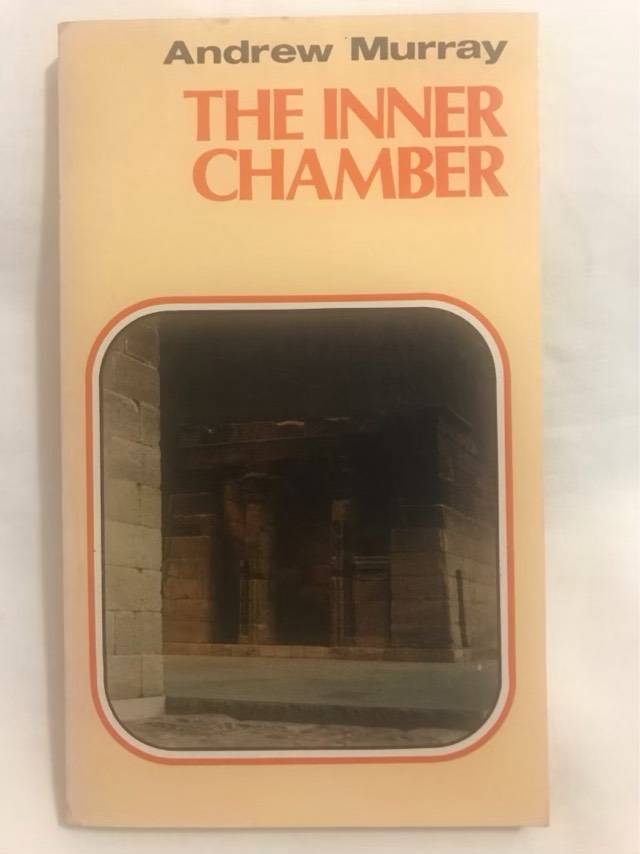 Andrew Murray
THE INNER
CHAMBER